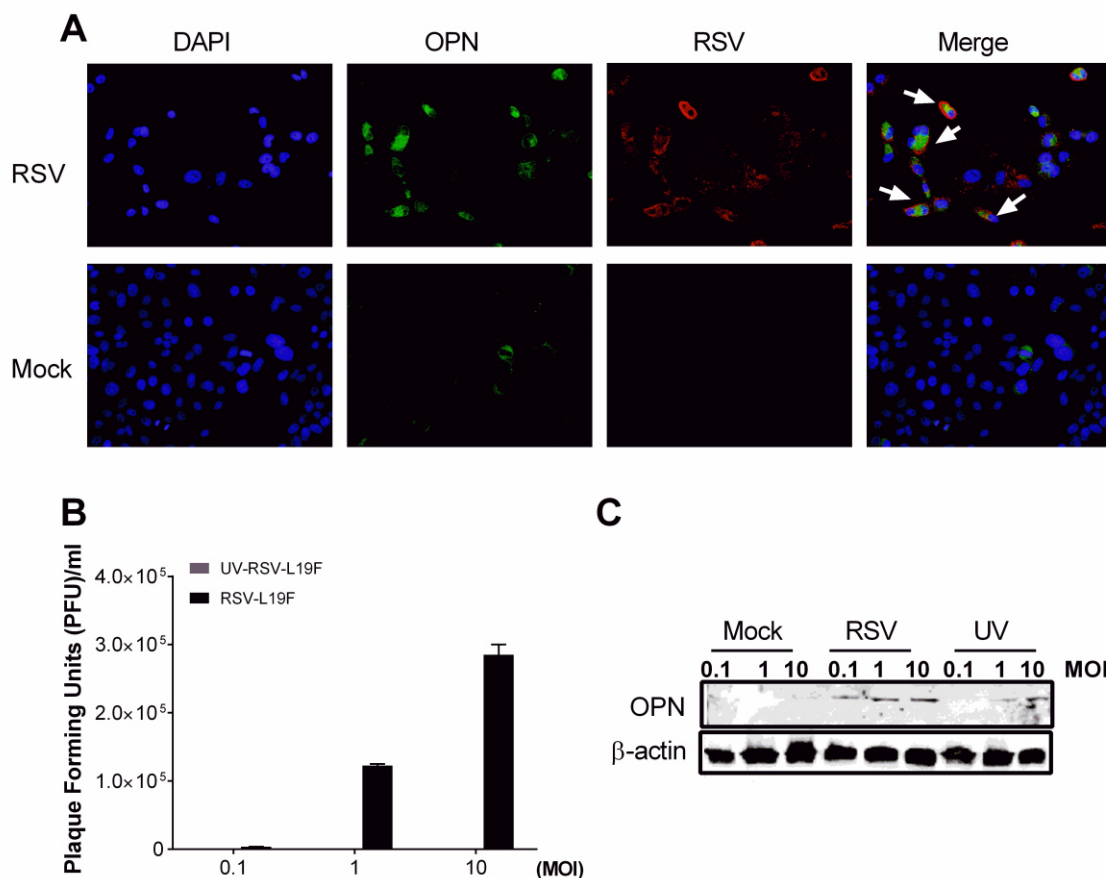 A
DAPI OPN RSV Merge
RSV
Mock
B
Plaque Forming Units (PFU)/ml
UV-RSV-L19F
RSV-L19F
4.0×10⁵
3.0×10⁵
2.0×10⁵
1.0×10⁵
0
0.1 1 10 (MOI)
C
Mock RSV UV
0.1 1 10 0.1 1 10 0.1 1 10 MOI
OPN
β-actin